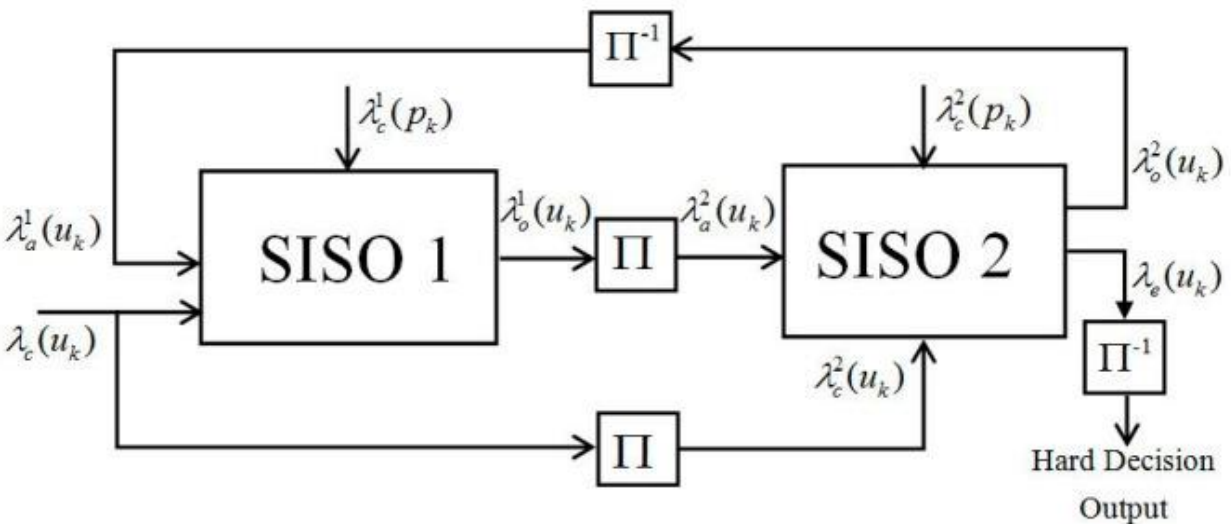 Π⁻¹
λ_c^1(p_k)
λ_c^2(p_k)
λ_o^2(u_k)
λ_a^1(u_k)
SISO 1
λ_o^1(u_k)
Π
λ_a^2(u_k)
SISO 2
λ_e(u_k)
λ_c(u_k)
Π⁻¹
λ_c^2(u_k)
Π
Hard Decision
Output